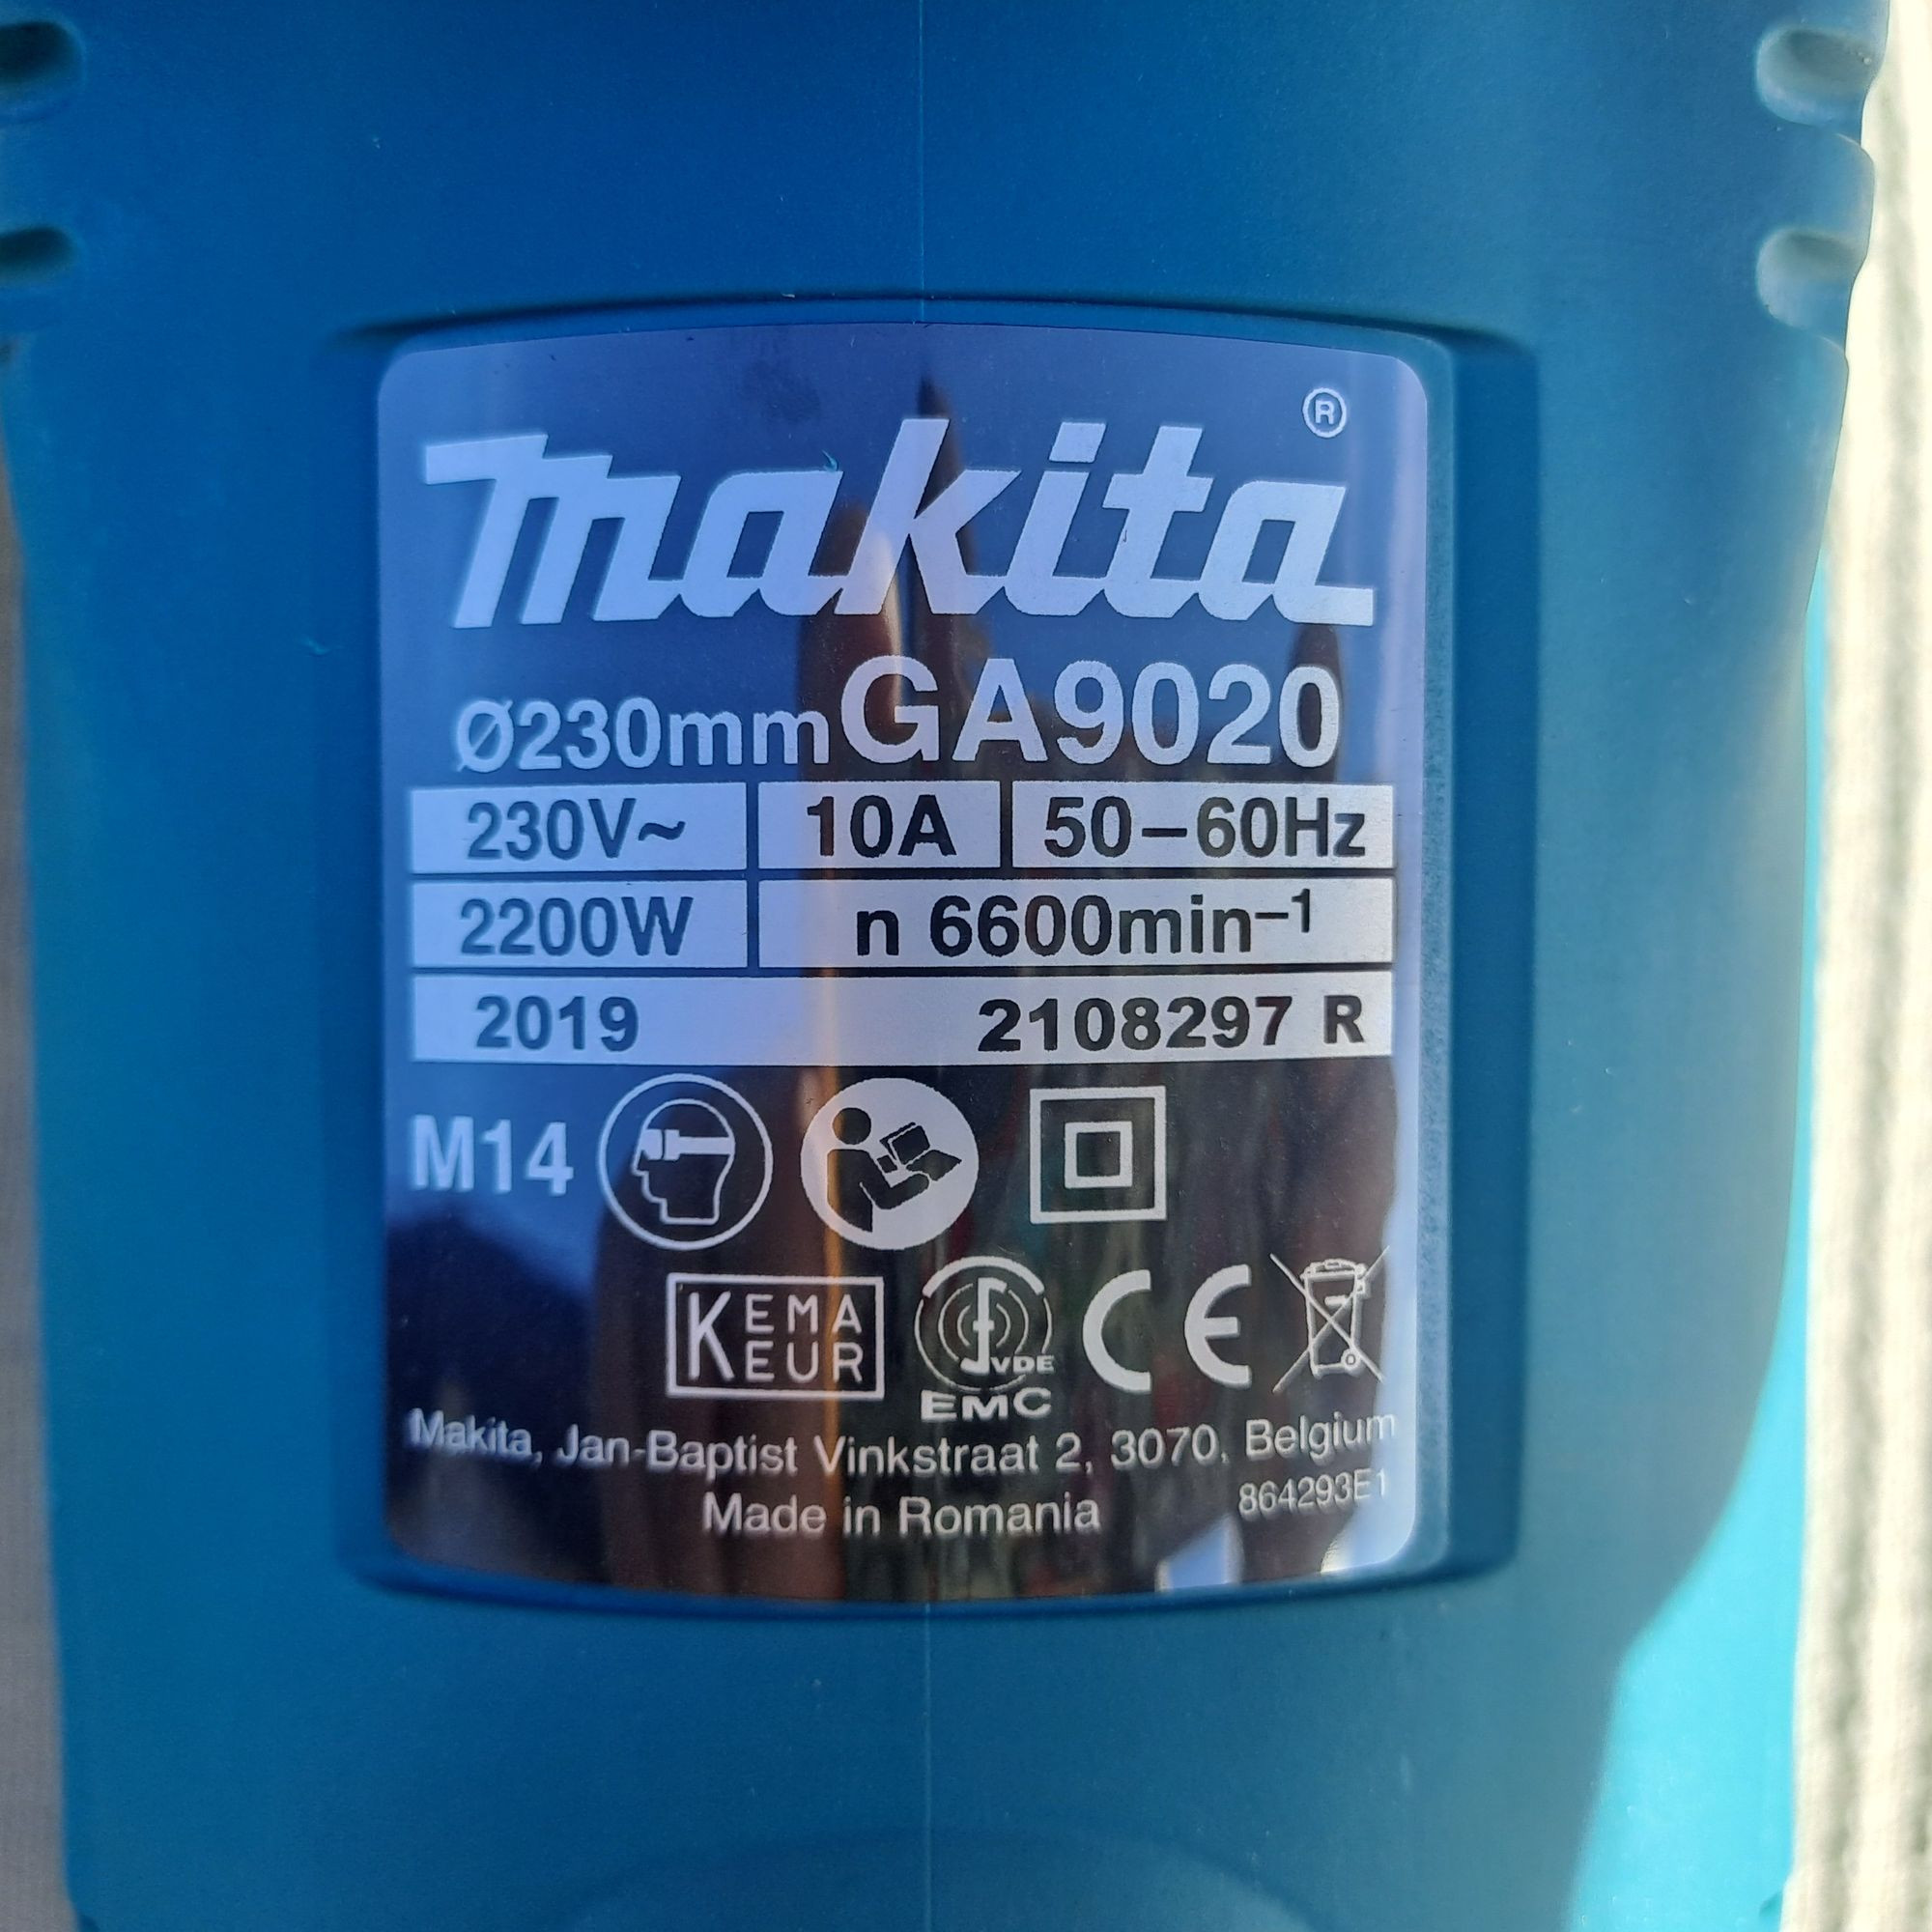 makita®
Ø230mm GA9020
230V~ 10A 50–60Hz
2200W n 6600min⁻¹
2019 2108297 R
M14
KEMA
KEUR
VDE
EMC
CE
Makita, Jan-Baptist Vinkstraat 2, 3070, Belgium
864293E1
Made in Romania